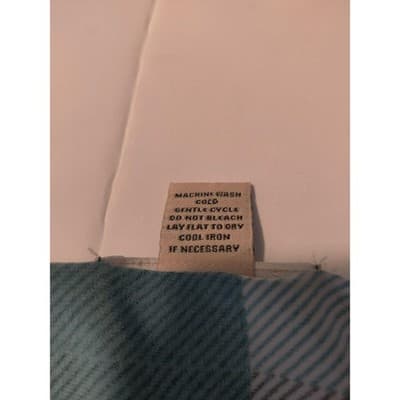 MACHINE WASH
COLD
GENTLE CYCLE
DO NOT BLEACH
LAY FLAT TO DRY
COOL IRON
IF NECESSARY